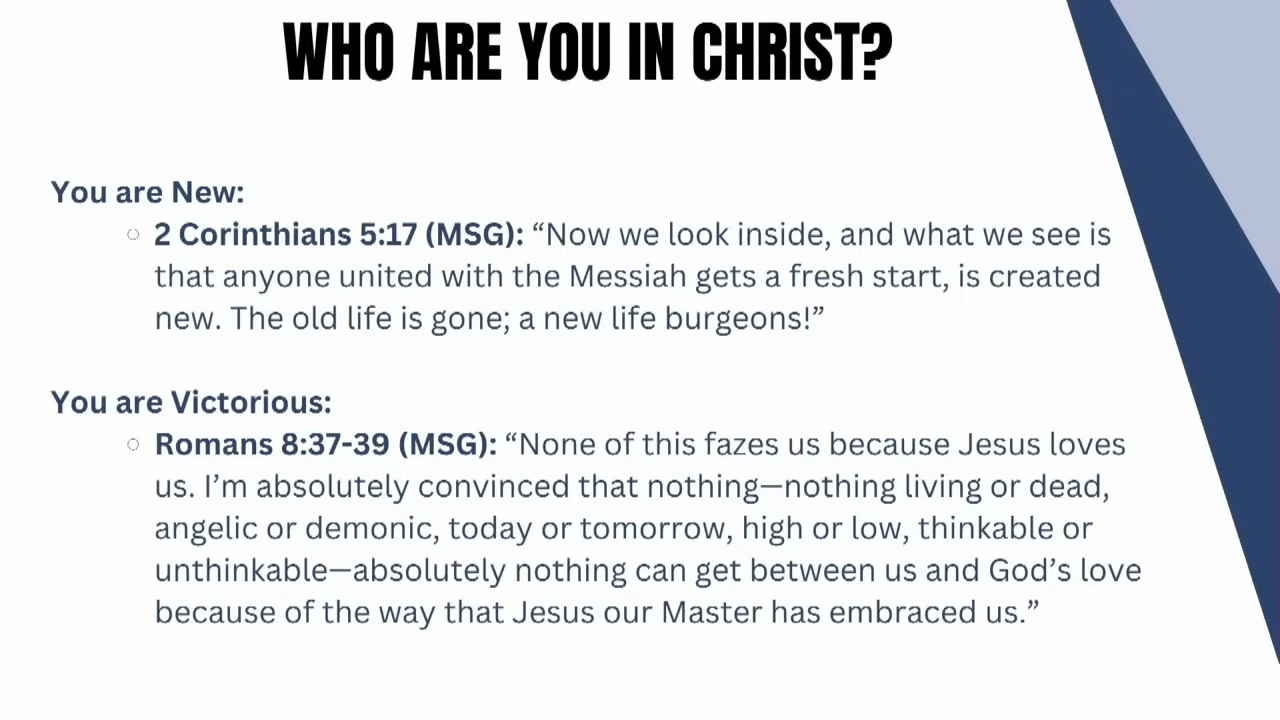 WHO ARE YOU IN CHRIST?
You are New:
2 Corinthians 5:17 (MSG): “Now we look inside, and what we see is
that anyone united with the Messiah gets a fresh start, is created
new. The old life is gone; a new life burgeons!”
You are Victorious:
Romans 8:37-39 (MSG): “None of this fazes us because Jesus loves
us. I’m absolutely convinced that nothing—nothing living or dead,
angelic or demonic, today or tomorrow, high or low, thinkable or
unthinkable—absolutely nothing can get between us and God’s love
because of the way that Jesus our Master has embraced us.”